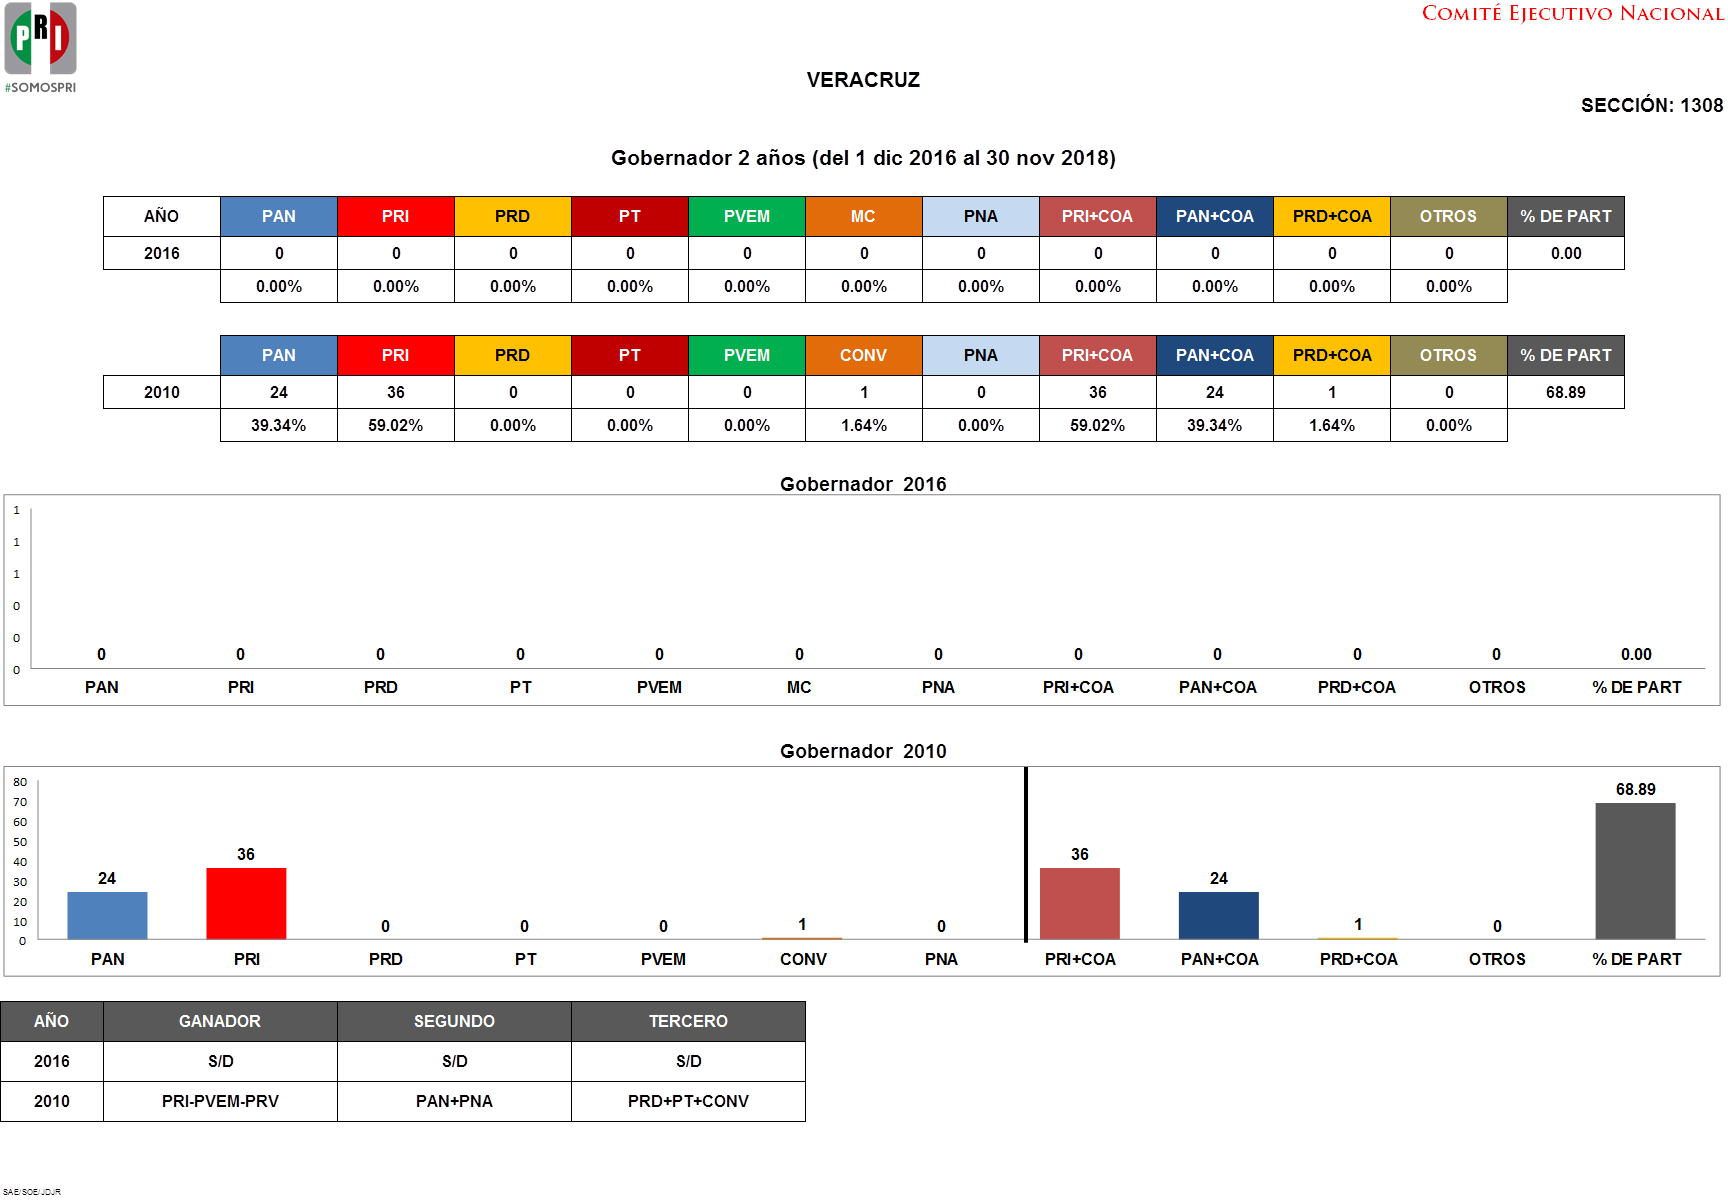 PRI
#SOMOSPRI
COMITÉ EJECUTIVO NACIONAL
VERACRUZ
SECCIÓN: 1308
Gobernador 2 años (del 1 dic 2016 al 30 nov 2018)
AÑO PAN PRI PRD PT PVEM MC PNA PRI+COA PAN+COA PRD+COA OTROS % DE PART
2016 0 0 0 0 0 0 0 0 0 0 0 0.00
0.00% 0.00% 0.00% 0.00% 0.00% 0.00% 0.00% 0.00% 0.00% 0.00% 0.00%
PAN PRI PRD PT PVEM CONV PNA PRI+COA PAN+COA PRD+COA OTROS % DE PART
2010 24 36 0 0 0 1 0 36 24 1 0 68.89
39.34% 59.02% 0.00% 0.00% 0.00% 1.64% 0.00% 59.02% 39.34% 1.64% 0.00%
Gobernador 2016
1
1
1
0
0
0
0 0 0 0 0 0 0 0 0 0 0 0.00
PAN PRI PRD PT PVEM MC PNA PRI+COA PAN+COA PRD+COA OTROS % DE PART
Gobernador 2010
80
70
60
50
40
30
20
10
0
24 36 0 0 0 1 0 36 24 1 0 68.89
PAN PRI PRD PT PVEM CONV PNA PRI+COA PAN+COA PRD+COA OTROS % DE PART
AÑO GANADOR SEGUNDO TERCERO
2016 S/D S/D S/D
2010 PRI-PVEM-PRV PAN+PNA PRD+PT+CONV
SAE/SOE/JDJR